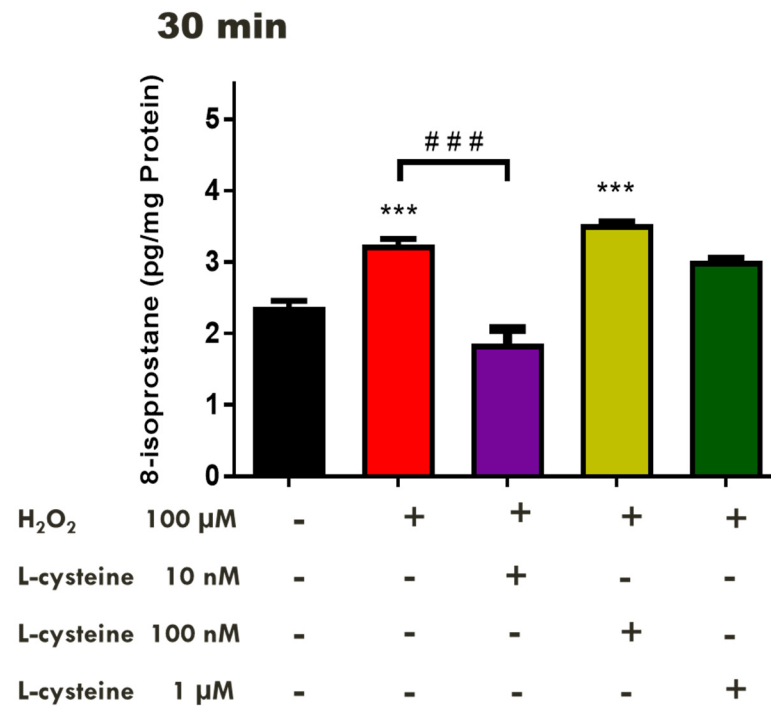 30 min
8-isoprostane (pg/mg Protein)
5
4
3
2
1
0
# # #
***
***
H₂O₂ 100 µM - + + + +
L-cysteine 10 nM - - + - -
L-cysteine 100 nM - - - + -
L-cysteine 1 µM - - - - +